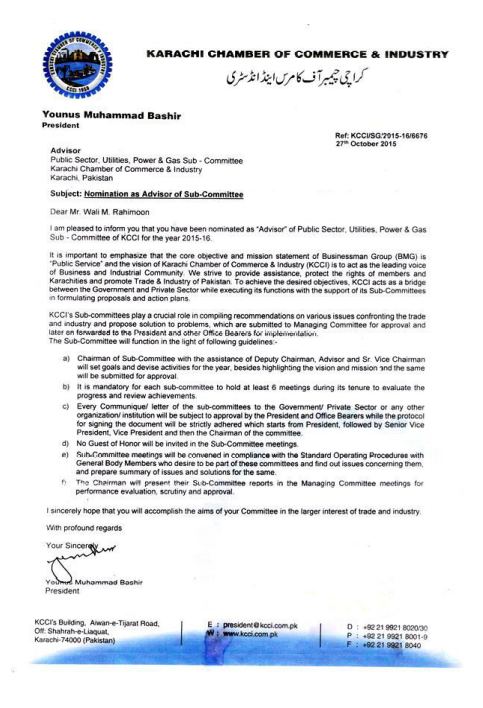 KARACHI CHAMBER OF COMMERCE & INDUSTRY
کراچی چیمبر آف کامرس اینڈ انڈسٹری
KARACHI CHAMBER OF COMMERCE & INDUSTRY
KCCI
Younus Muhammad Bashir
President
Ref: KCCI/SG/2015-16/6676
27th October 2015
Advisor
Public Sector, Utilities, Power & Gas Sub - Committee
Karachi Chamber of Commerce & Industry
Karachi, Pakistan
Subject: Nomination as Advisor of Sub-Committee
Dear Mr. Wali M. Rahimoon
I am pleased to inform you that you have been nominated as “Advisor” of Public Sector, Utilities, Power & Gas
Sub - Committee of KCCI for the year 2015-16.
It is important to emphasize that the core objective and mission statement of Businessman Group (BMG) is
“Public Service” and the vision of Karachi Chamber of Commerce & Industry (KCCI) is to act as the leading voice
of Business and Industrial Community. We strive to provide assistance, protect the rights of members and
Karachities and promote Trade & Industry of Pakistan. To achieve the desired objectives, KCCI acts as a bridge
between the Government and Private Sector while executing its functions with the support of its Sub-Committees
in formulating proposals and action plans.
KCCI's Sub-committees play a crucial role in compiling recommendations on various issues confronting the trade
and industry and propose solution to problems, which are submitted to Managing Committee for approval and
later on forwarded to the President and other Office Bearers for implementation.
The Sub-Committee will function in the light of following guidelines:-
a) Chairman of Sub-Committee with the assistance of Deputy Chairman, Advisor and Sr. Vice Chairman
will set goals and devise activities for the year, besides highlighting the vision and mission and the same
will be submitted for approval.
b) It is mandatory for each sub-committee to hold at least 6 meetings during its tenure to evaluate the
progress and review achievements.
c) Every Communique/ letter of the sub-committees to the Government/ Private Sector or any other
organization/ institution will be subject to approval by the President and Office Bearers while the protocol
for signing the document will be strictly adhered which starts from President, followed by Senior Vice
President, Vice President and then the Chairman of the committee.
d) No Guest of Honor will be invited in the Sub-Committee meetings.
e) Sub-Committee meetings will be convened in compliance with the Standard Operating Procedures with
General Body Members who desire to be part of these committees and find out issues concerning them,
and prepare summary of issues and solutions for the same.
f) The Chairman will present their Sub-Committee reports in the Managing Committee meetings for
performance evaluation, scrutiny and approval.
I sincerely hope that you will accomplish the aims of your Committee in the larger interest of trade and industry.
With profound regards
Your Sincerely
Younus Muhammad Bashir
President
KCCI's Building, Aiwan-e-Tijarat Road,
Off: Shahrah-e-Liaquat,
Karachi-74000 (Pakistan)
E : president@kcci.com.pk
W : www.kcci.com.pk
D : +92 21 9921 8020/30
P : +92 21 9921 8001-9
F : +92 21 9921 8040